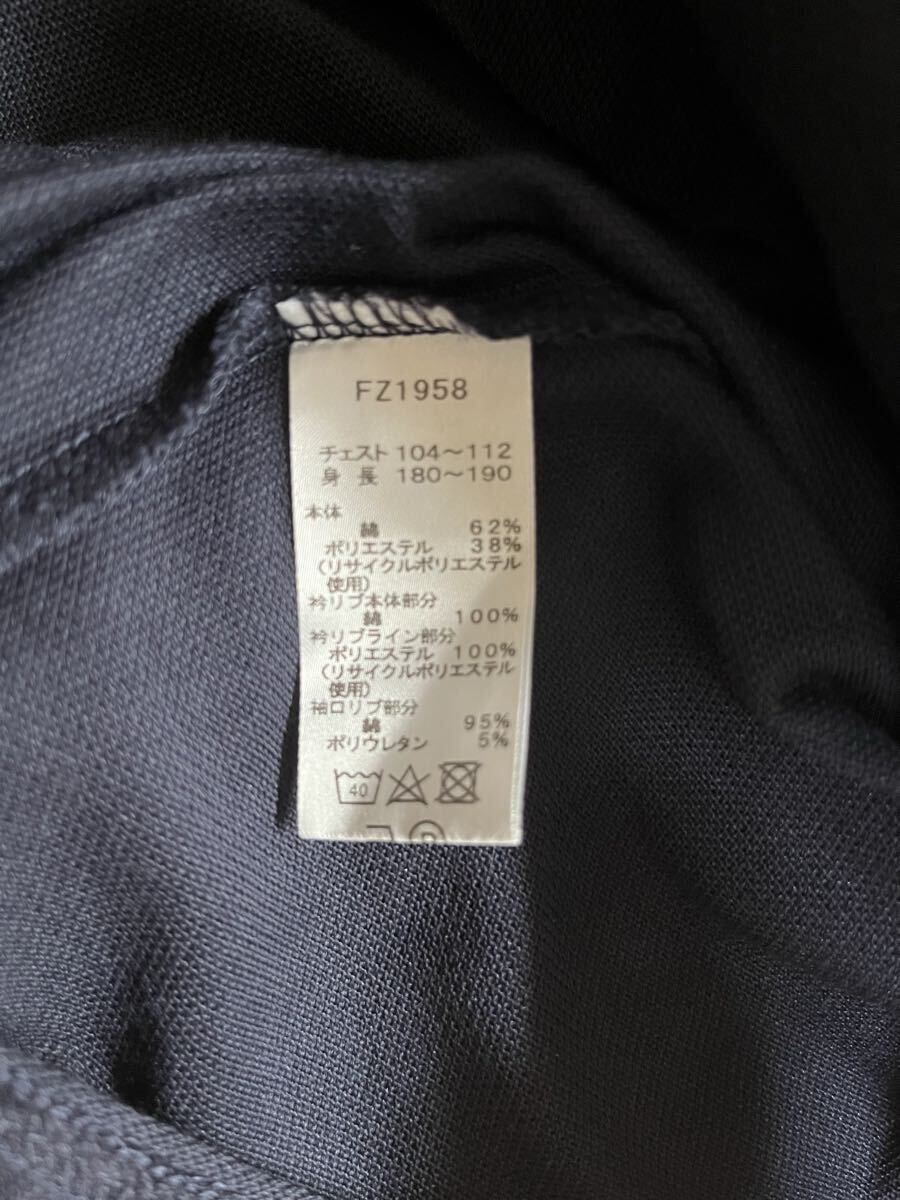 FZ1958
チェスト 104～112
身 長 180～190
本体
綿 62%
ポリエステル 38%
(リサイクルポリエステル
使用)
衿リブ本体部分
綿 100%
衿リブライン部分
ポリエステル 100%
(リサイクルポリエステル
使用)
袖口リブ部分
綿 95%
ポリウレタン 5%
40